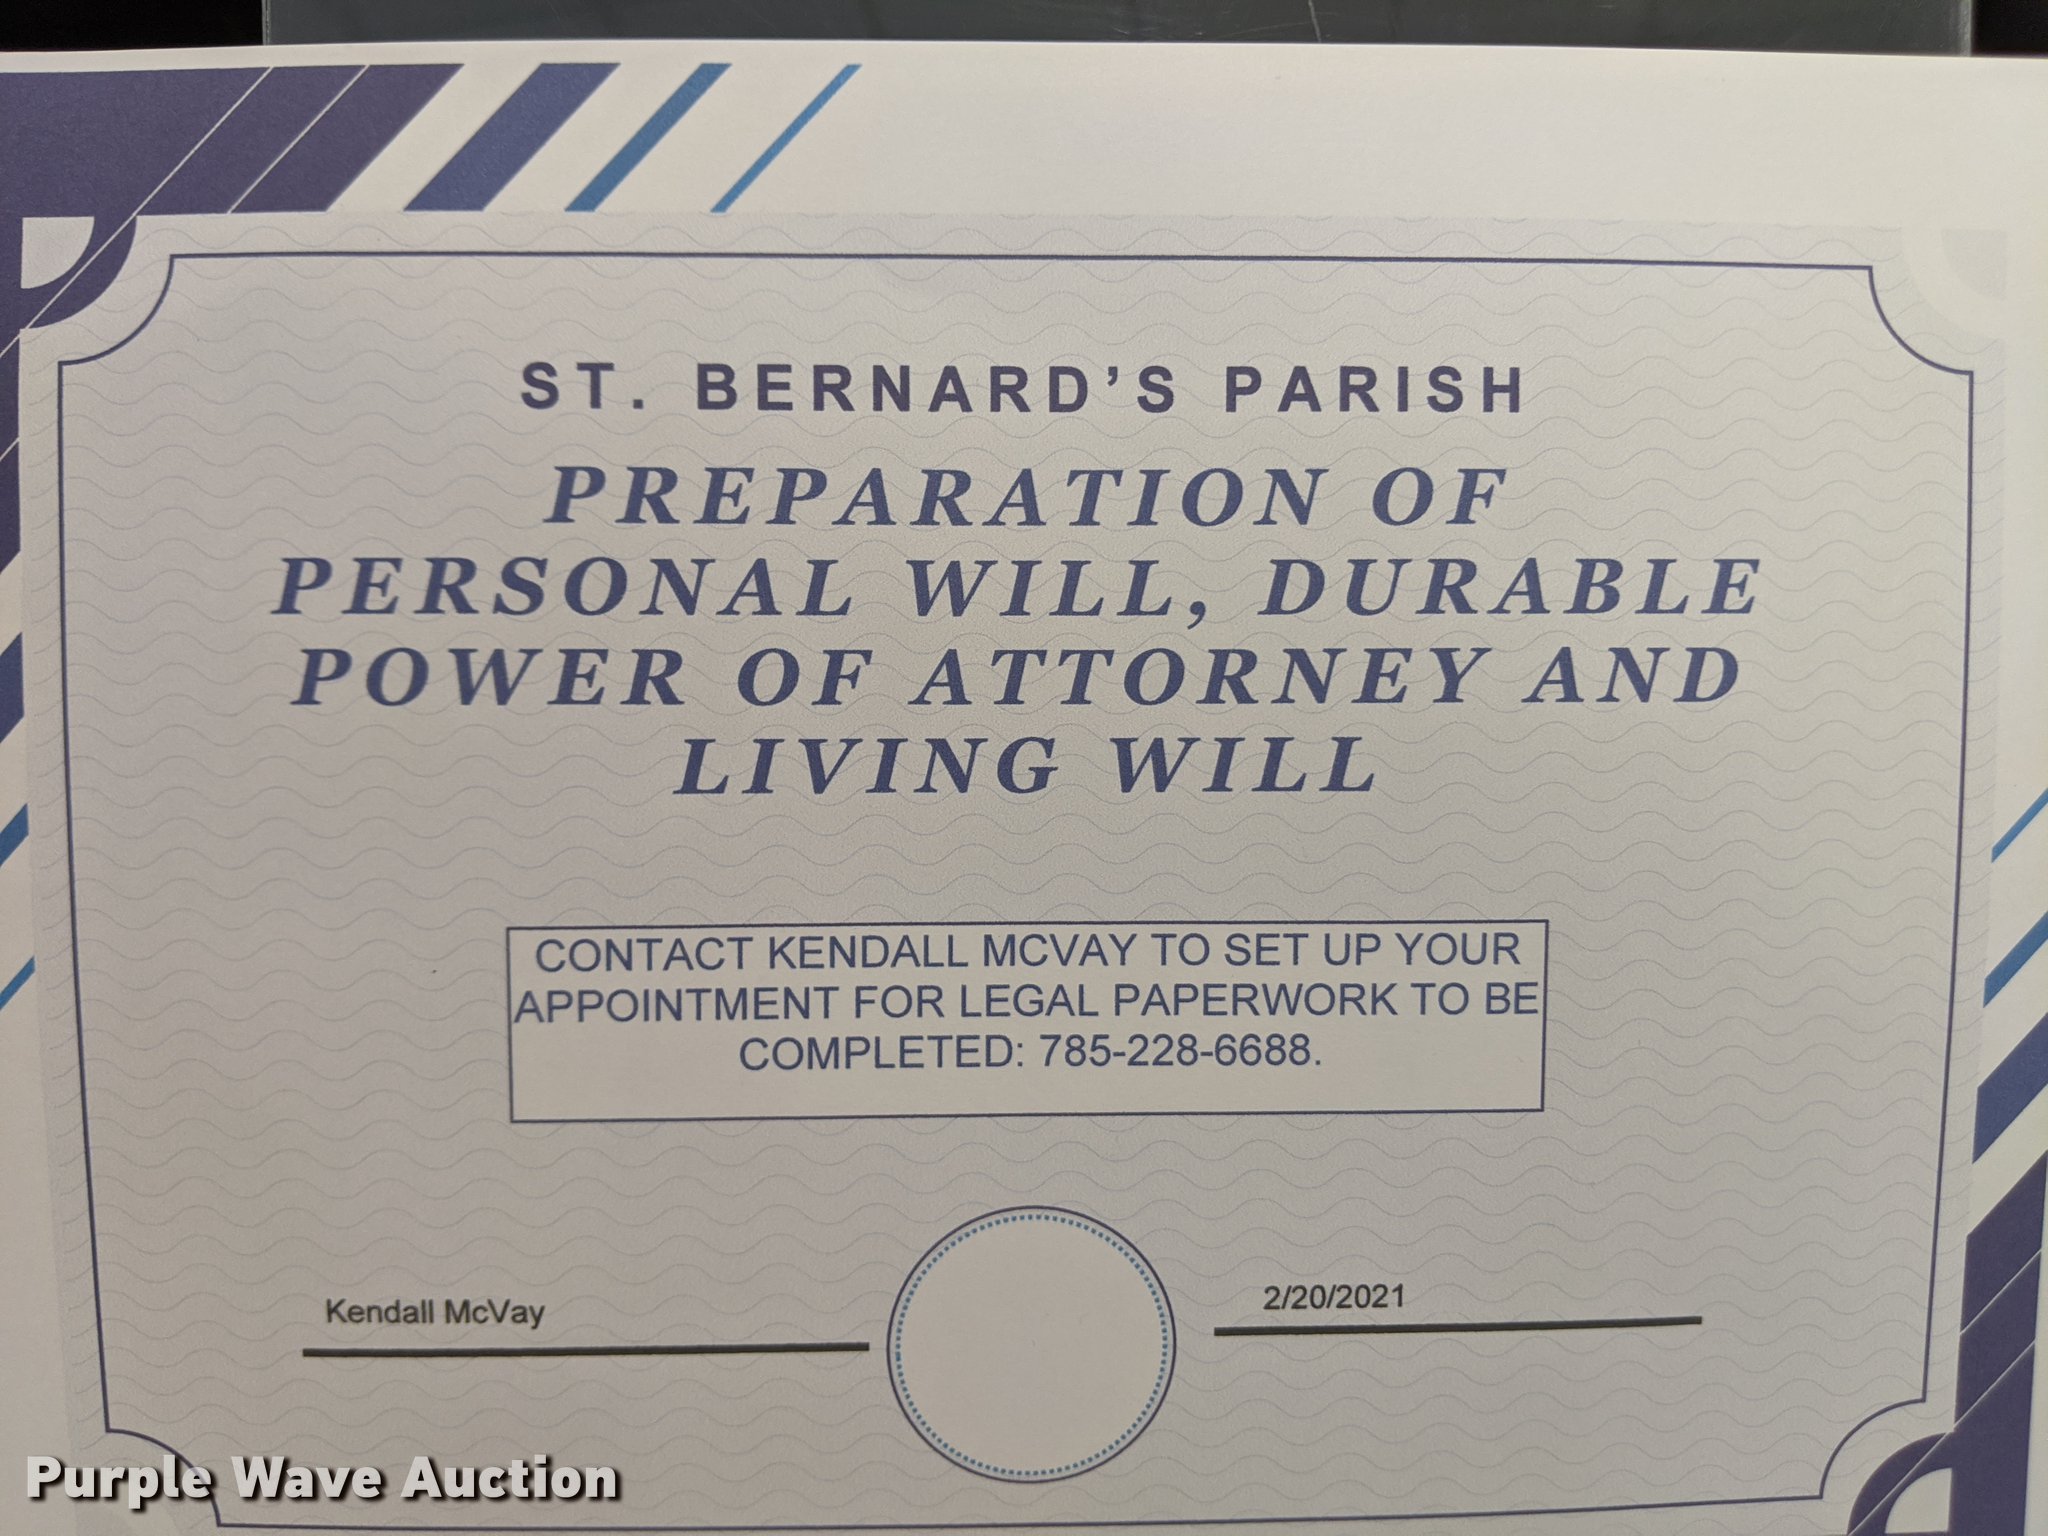 ST. BERNARD'S PARISH
PREPARATION OF
PERSONAL WILL, DURABLE
POWER OF ATTORNEY AND
LIVING WILL
CONTACT KENDALL MCVAY TO SET UP YOUR
APPOINTMENT FOR LEGAL PAPERWORK TO BE
COMPLETED: 785-228-6688.
Kendall McVay
2/20/2021
Purple Wave Auction